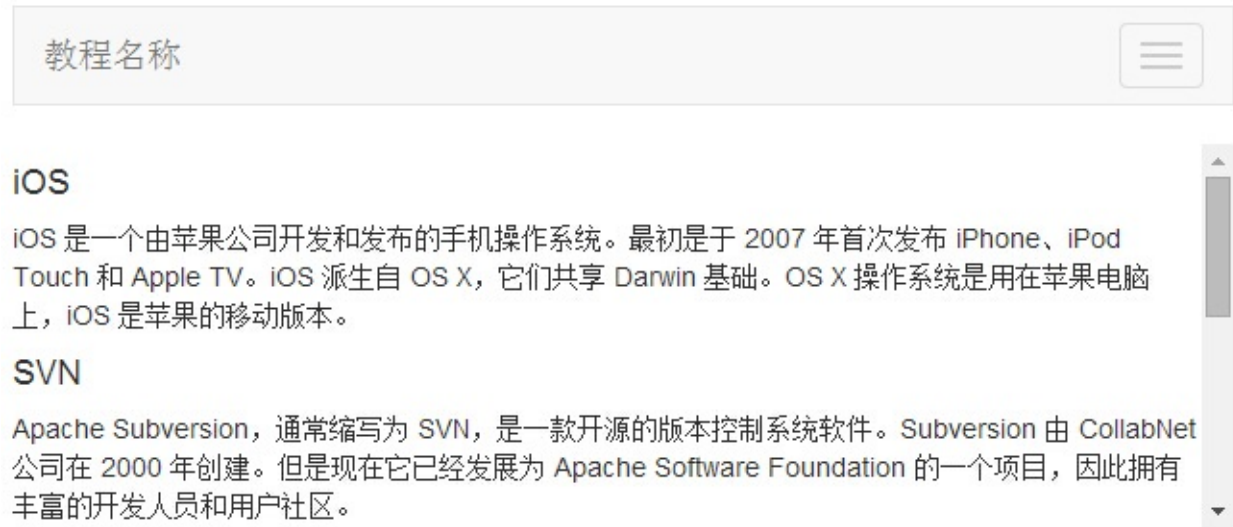 教程名称
iOS
iOS 是一个由苹果公司开发和发布的手机操作系统。最初是于 2007 年首次发布 iPhone、iPod
Touch 和 Apple TV。iOS 派生自 OS X，它们共享 Darwin 基础。OS X 操作系统是用在苹果电脑
上，iOS 是苹果的移动版本。
SVN
Apache Subversion，通常缩写为 SVN，是一款开源的版本控制系统软件。Subversion 由 CollabNet
公司在 2000 年创建。但是现在它已经发展为 Apache Software Foundation 的一个项目，因此拥有
丰富的开发人员和用户社区。